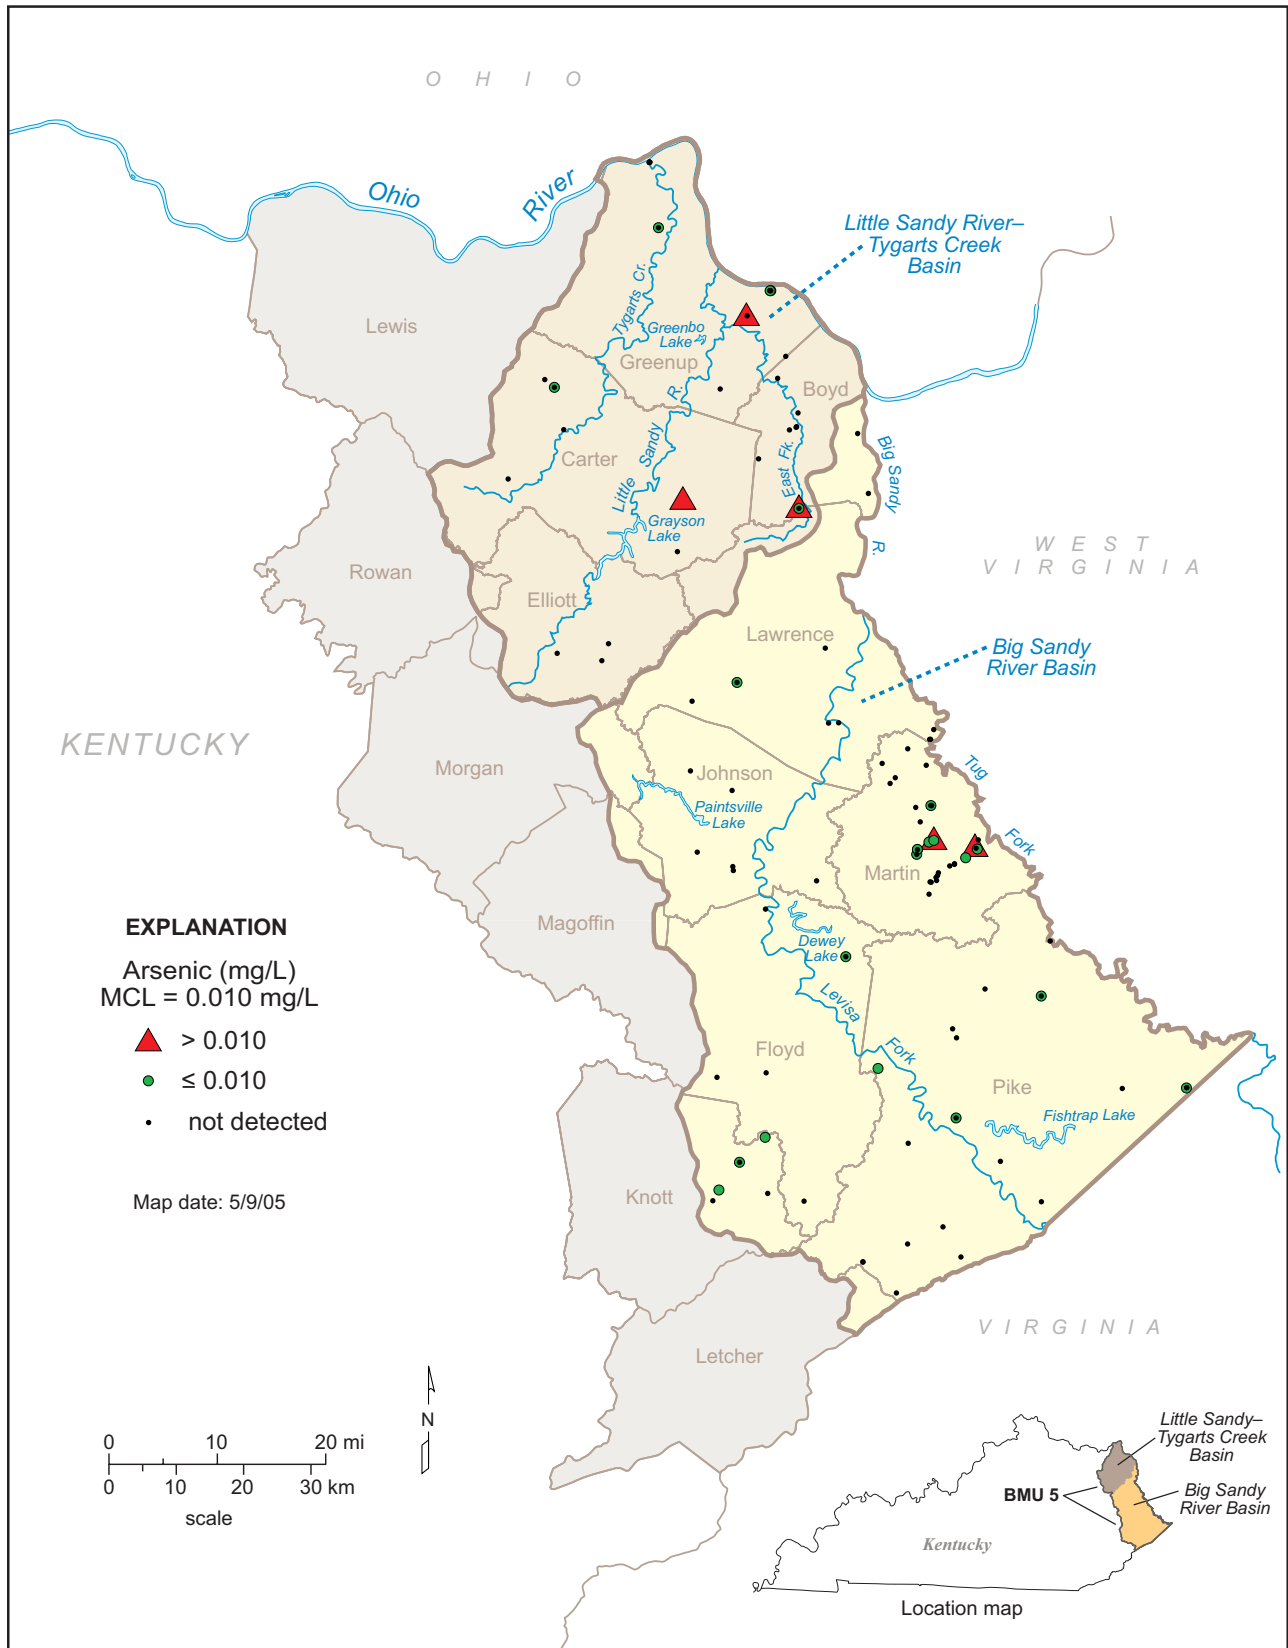 O H I O
Ohio
River
Little Sandy River–
Tygarts Creek
Basin
Lewis
Tygarts Cr.
Greenbo
Lake
Greenup
Boyd
R.
Sandy
Little
East Fk.
Big Sandy
R.
Carter
Grayson
Lake
WEST
VIRGINIA
Rowan
Elliott
Lawrence
Big Sandy
River Basin
KENTUCKY
Morgan
Johnson
Tug
Fork
Paintsville
Lake
Martin
Magoffin
Dewey
Lake
Levisa
Fork
Floyd
Pike
Fishtrap Lake
EXPLANATION
Arsenic (mg/L)
MCL = 0.010 mg/L
> 0.010
≤ 0.010
not detected
Map date: 5/9/05
Knott
Letcher
VIRGINIA
N
0 10 20 mi
0 10 20 30 km
scale
Little Sandy–
Tygarts Creek
Basin
BMU 5
Big Sandy
River Basin
Kentucky
Location map